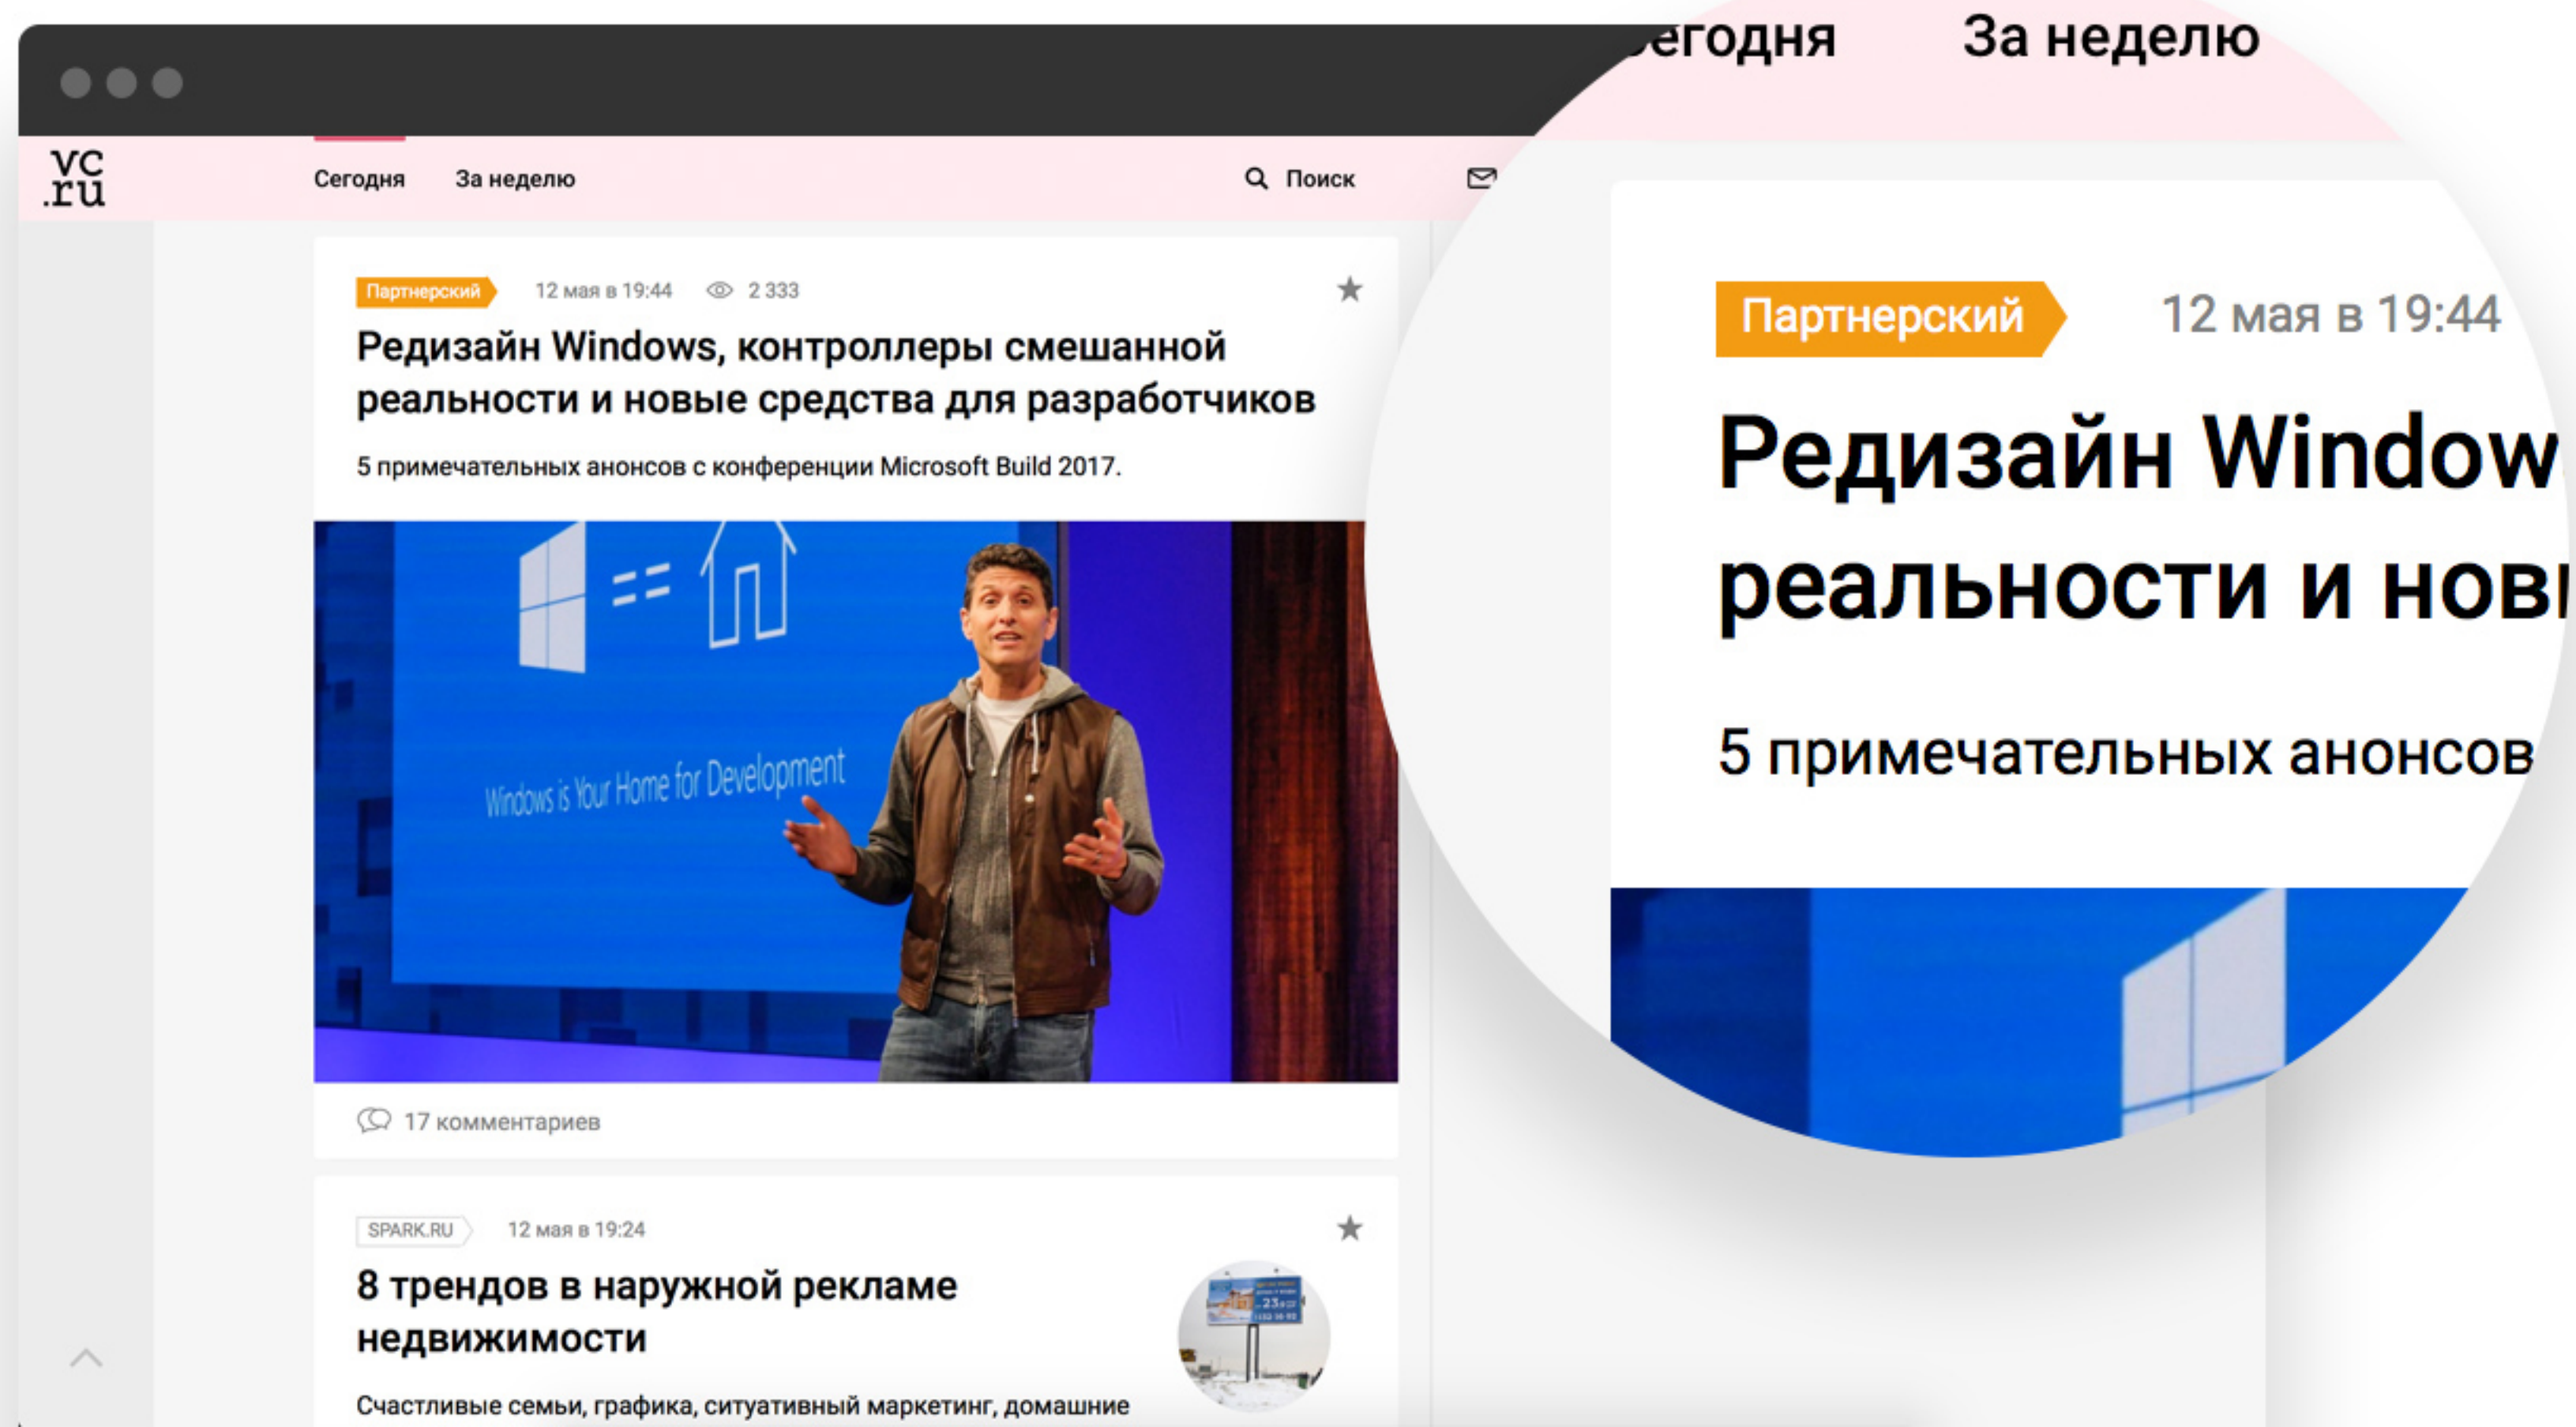 vc
.ru
Сегодня За неделю Поиск
Партнерский 12 мая в 19:44 2 333
Редизайн Windows, контроллеры смешанной
реальности и новые средства для разработчиков
5 примечательных анонсов с конференции Microsoft Build 2017.
==
Windows is Your Home for Development
17 комментариев
SPARK.RU 12 мая в 19:24
8 трендов в наружной рекламе
недвижимости
Счастливые семьи, графика, ситуативный маркетинг, домашние
егодня За неделю
Партнерский 12 мая в 19:44
Редизайн Window
реальности и нов
5 примечательных анонсов